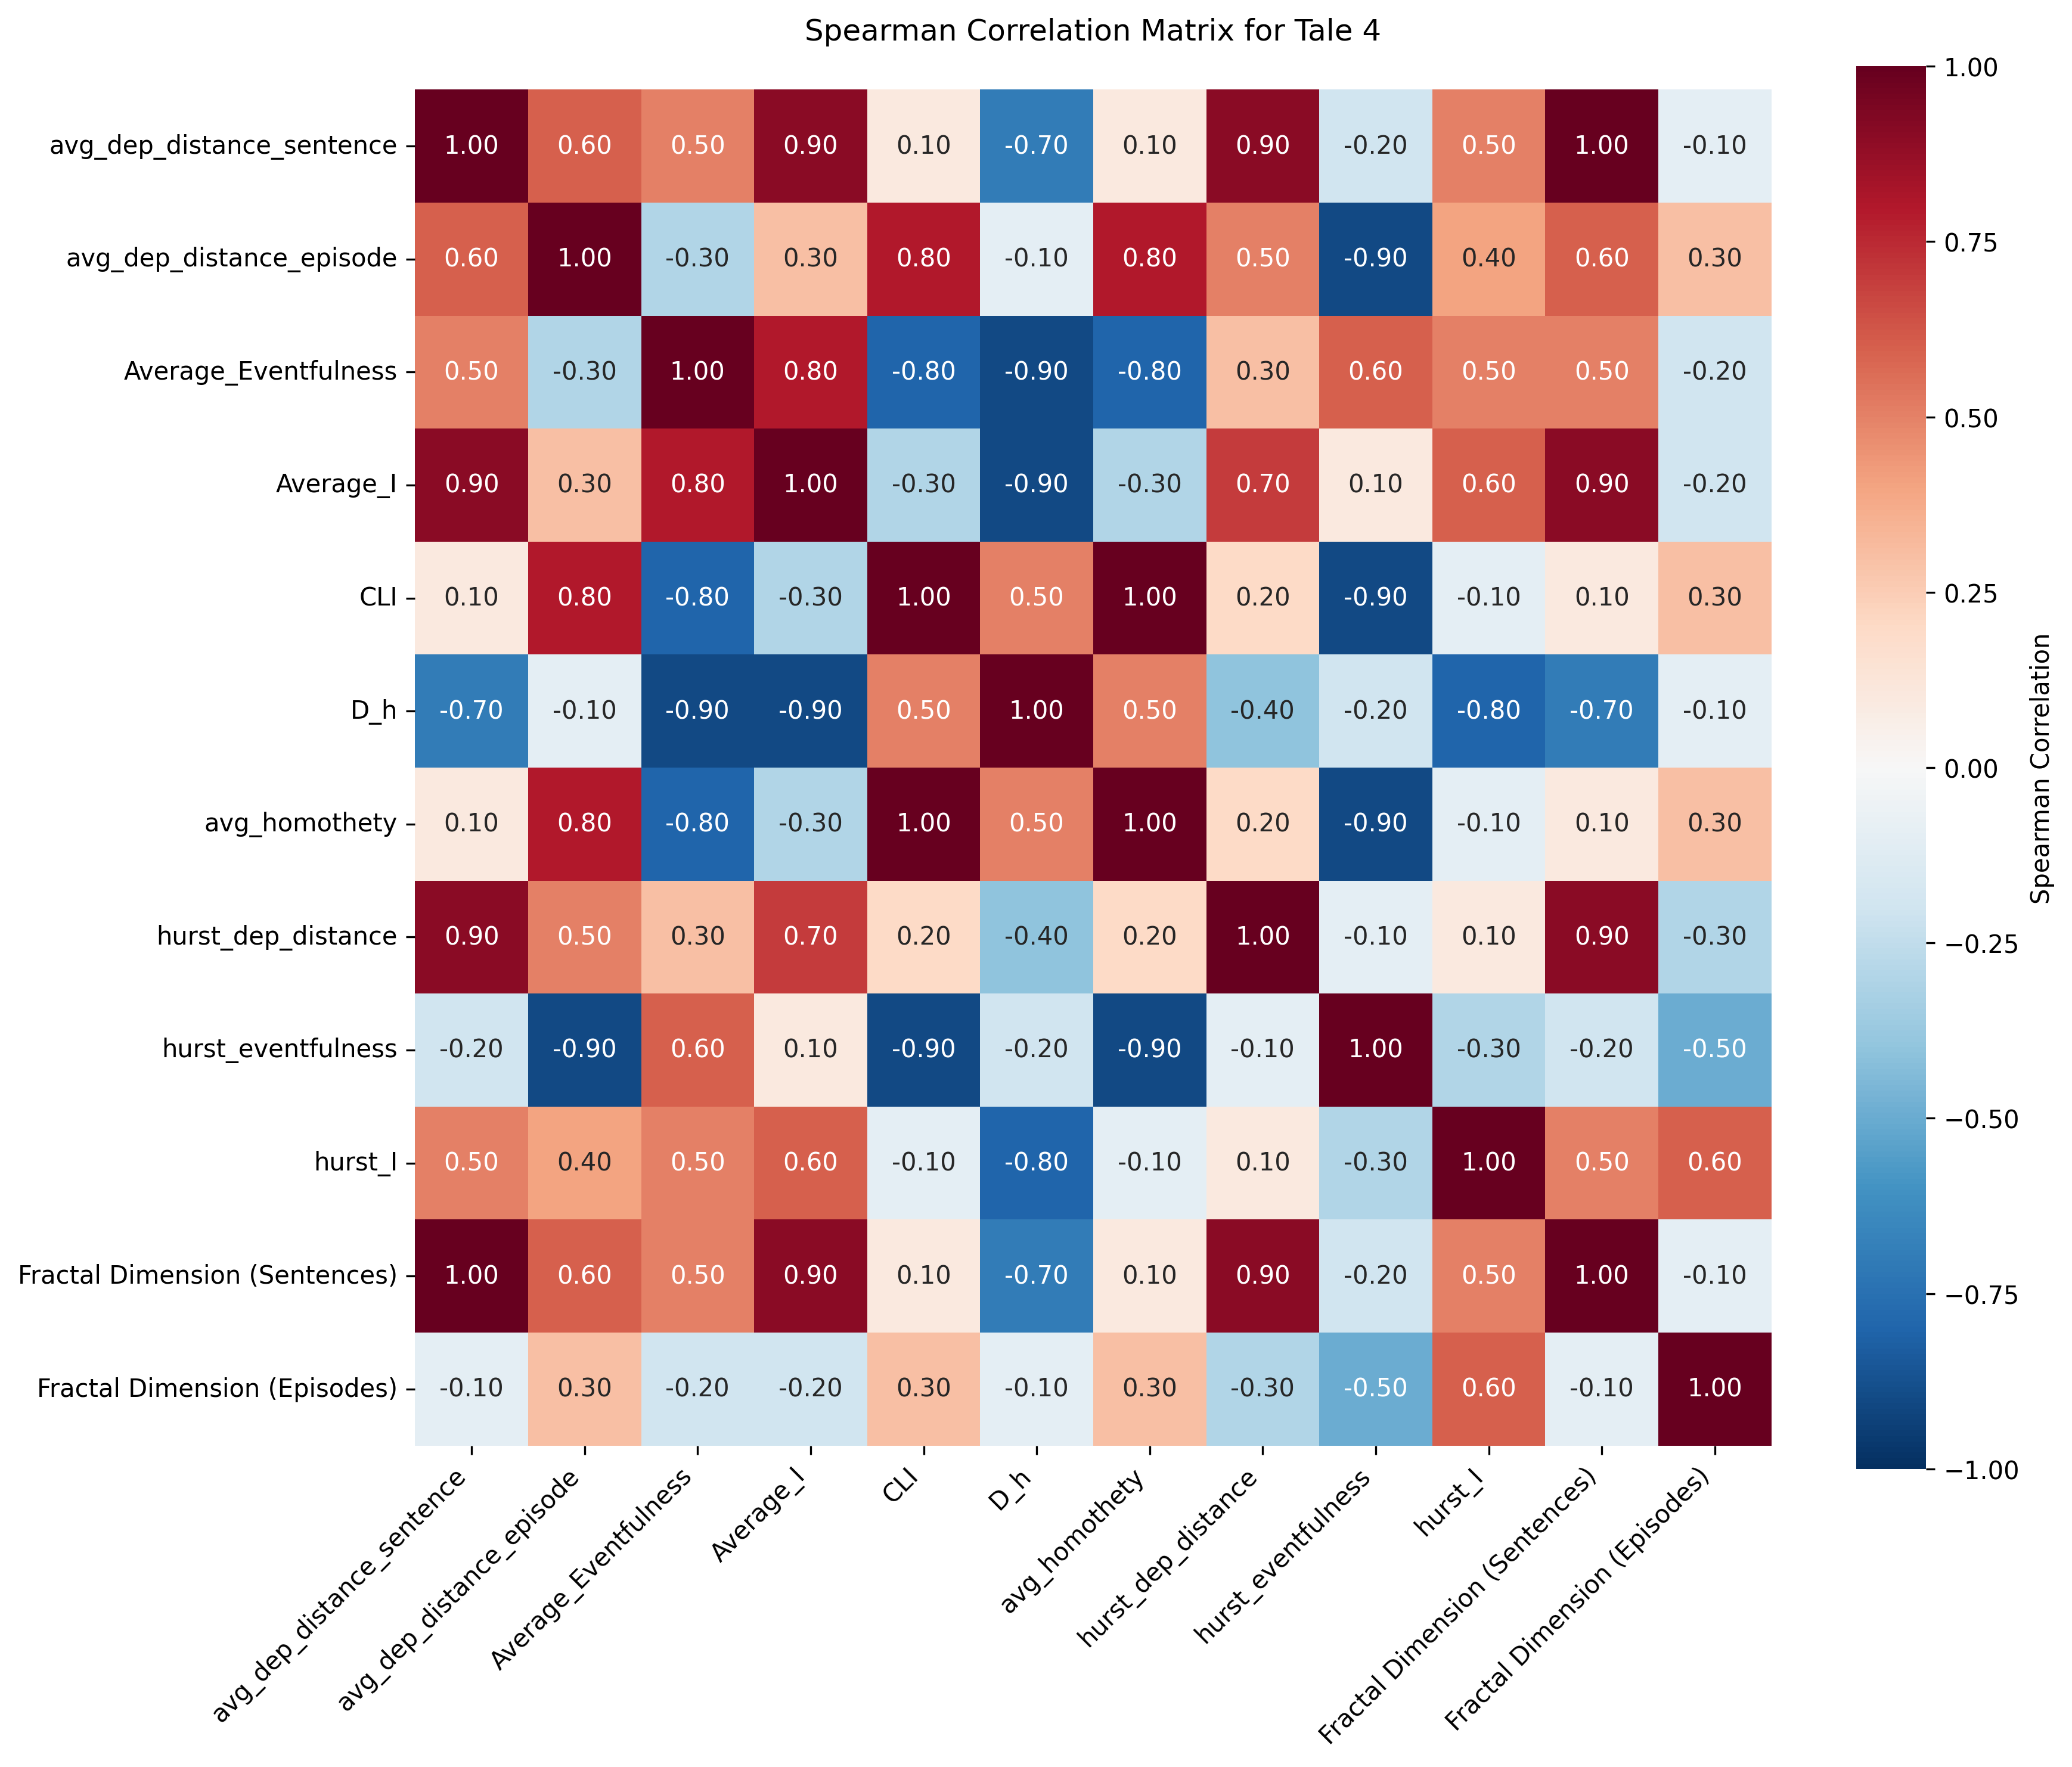 Spearman Correlation Matrix for Tale 4
avg_dep_distance_sentence 1.00 0.60 0.50 0.90 0.10 -0.70 0.10 0.90 -0.20 0.50 1.00 -0.10
avg_dep_distance_episode 0.60 1.00 -0.30 0.30 0.80 -0.10 0.80 0.50 -0.90 0.40 0.60 0.30
Average_Eventfulness 0.50 -0.30 1.00 0.80 -0.80 -0.90 -0.80 0.30 0.60 0.50 0.50 -0.20
Average_I 0.90 0.30 0.80 1.00 -0.30 -0.90 -0.30 0.70 0.10 0.60 0.90 -0.20
CLI 0.10 0.80 -0.80 -0.30 1.00 0.50 1.00 0.20 -0.90 -0.10 0.10 0.30
D_h -0.70 -0.10 -0.90 -0.90 0.50 1.00 0.50 -0.40 -0.20 -0.80 -0.70 -0.10
avg_homothety 0.10 0.80 -0.80 -0.30 1.00 0.50 1.00 0.20 -0.90 -0.10 0.10 0.30
hurst_dep_distance 0.90 0.50 0.30 0.70 0.20 -0.40 0.20 1.00 -0.10 0.10 0.90 -0.30
hurst_eventfulness -0.20 -0.90 0.60 0.10 -0.90 -0.20 -0.90 -0.10 1.00 -0.30 -0.20 -0.50
hurst_I 0.50 0.40 0.50 0.60 -0.10 -0.80 -0.10 0.10 -0.30 1.00 0.50 0.60
Fractal Dimension (Sentences) 1.00 0.60 0.50 0.90 0.10 -0.70 0.10 0.90 -0.20 0.50 1.00 -0.10
Fractal Dimension (Episodes) -0.10 0.30 -0.20 -0.20 0.30 -0.10 0.30 -0.30 -0.50 0.60 -0.10 1.00
avg_dep_distance_sentence
avg_dep_distance_episode
Average_Eventfulness
Average_I
CLI
D_h
avg_homothety
hurst_dep_distance
hurst_eventfulness
hurst_I
Fractal Dimension (Sentences)
Fractal Dimension (Episodes)
1.00
0.75
0.50
0.25
0.00
−0.25
−0.50
−0.75
−1.00
Spearman Correlation